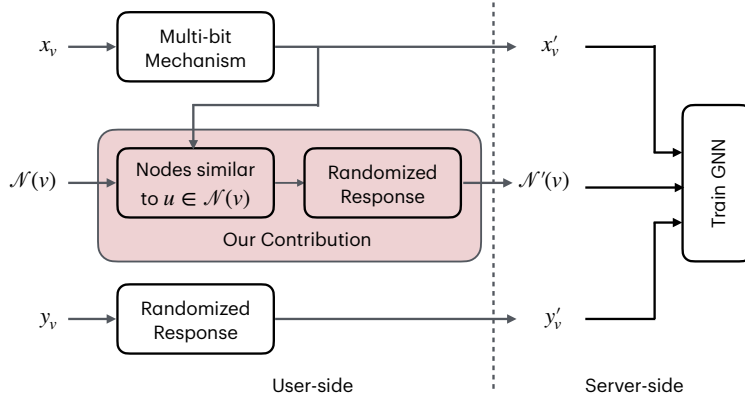 x_v
Multi-bit
Mechanism
x′_v
𝒩(v)
Nodes similar
to u ∈ 𝒩(v)
Randomized
Response
𝒩′(v)
Our Contribution
Train GNN
y_v
Randomized
Response
y′_v
User-side
Server-side